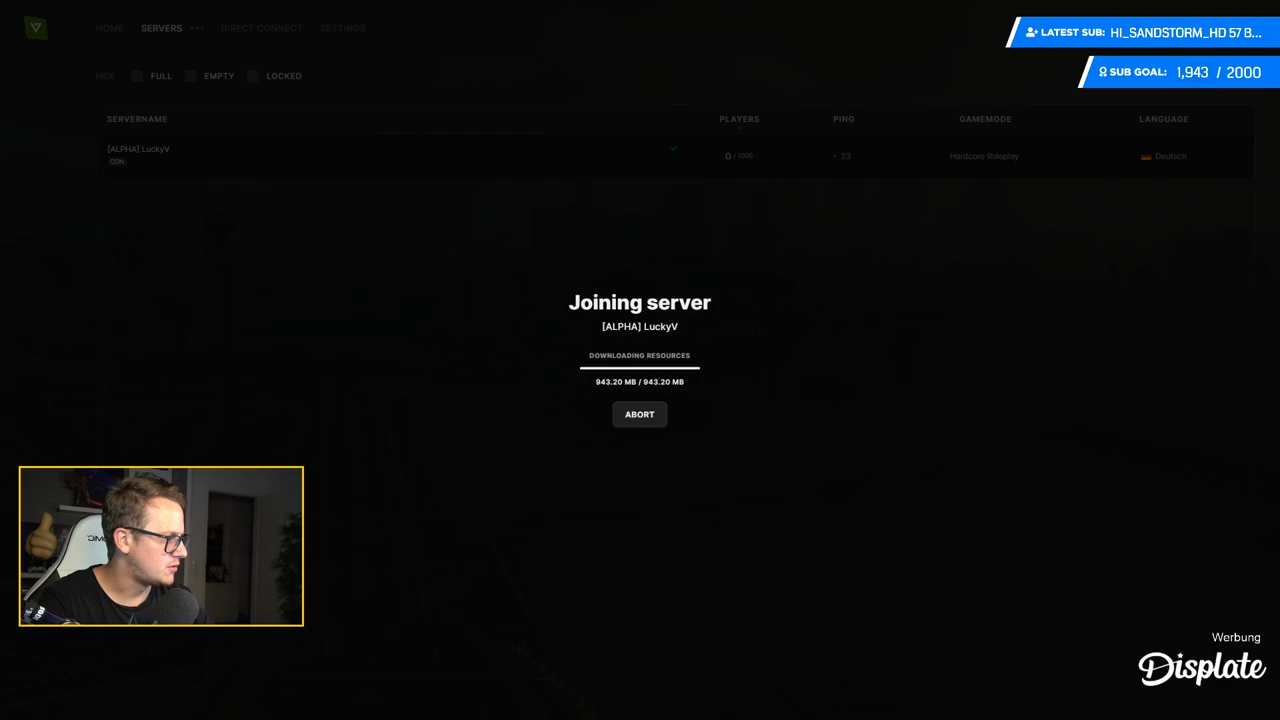 HOME SERVERS ••• DIRECT CONNECT SETTINGS
LATEST SUB: HI_SANDSTORM_HD 57 B...
SUB GOAL: 1,943 / 2000
HIDE FULL EMPTY LOCKED
SERVERNAME PLAYERS PING GAMEMODE LANGUAGE
[ALPHA] LuckyV 0 / 1000 23 Hardcore Roleplay Deutsch
CDN
Joining server
[ALPHA] LuckyV
DOWNLOADING RESOURCES
943.20 MB / 943.20 MB
ABORT
Werbung
Displate